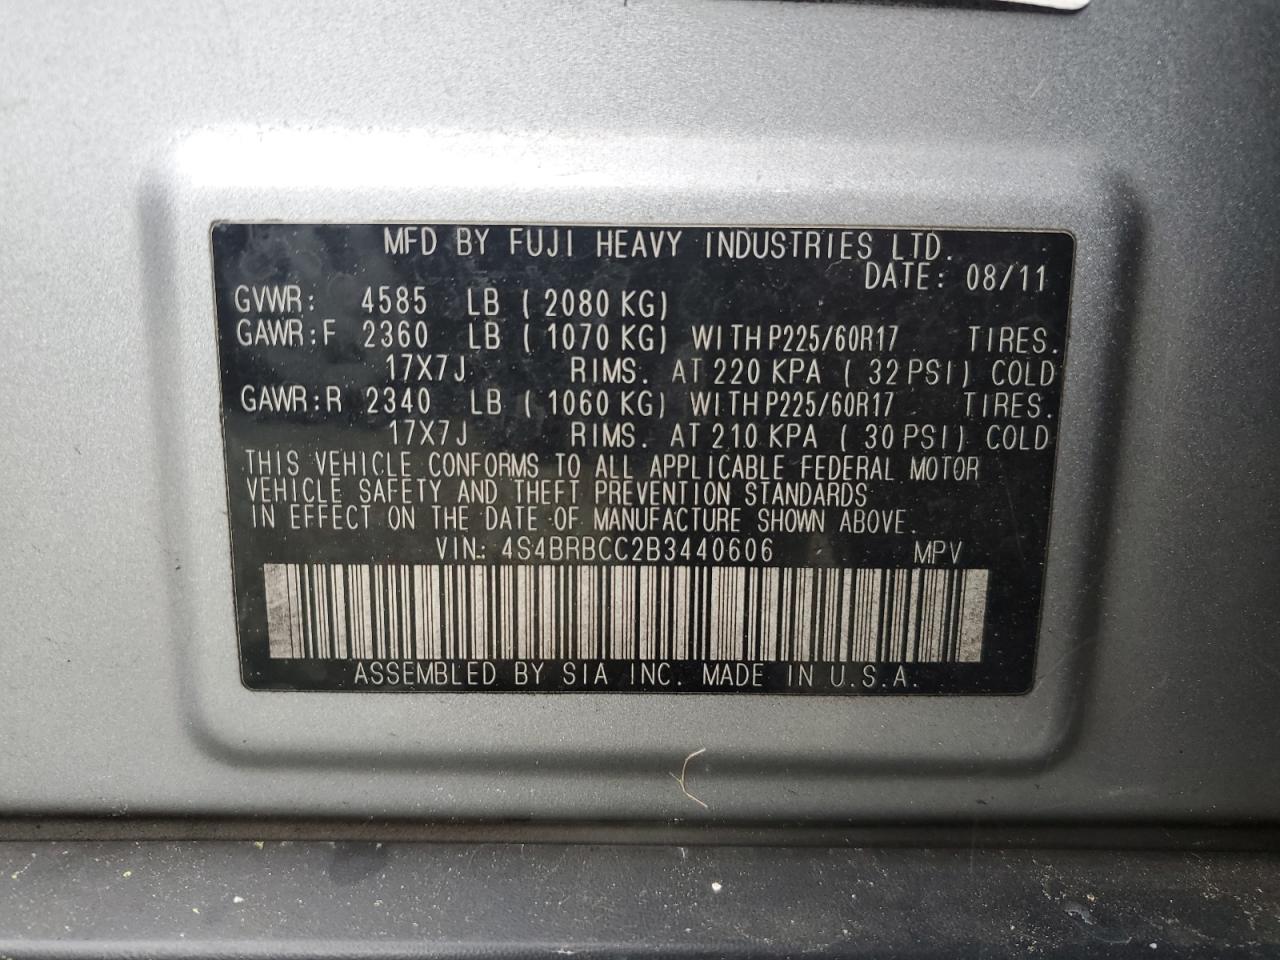 MFD BY FUJI HEAVY INDUSTRIES LTD.
DATE: 08/11
GVWR: 4585 LB (2080 KG)
GAWR:F 2360 LB (1070 KG) WITH P225/60R17 TIRES.
17X7J RIMS. AT 220 KPA (32 PSI) COLD
GAWR:R 2340 LB (1060 KG) WITH P225/60R17 TIRES.
17X7J RIMS. AT 210 KPA (30 PSI) COLD
THIS VEHICLE CONFORMS TO ALL APPLICABLE FEDERAL MOTOR
VEHICLE SAFETY AND THEFT PREVENTION STANDARDS
IN EFFECT ON THE DATE OF MANUFACTURE SHOWN ABOVE.
VIN: 4S4BRBCC2B3440606 MPV
ASSEMBLED BY SIA INC. MADE IN U.S.A.